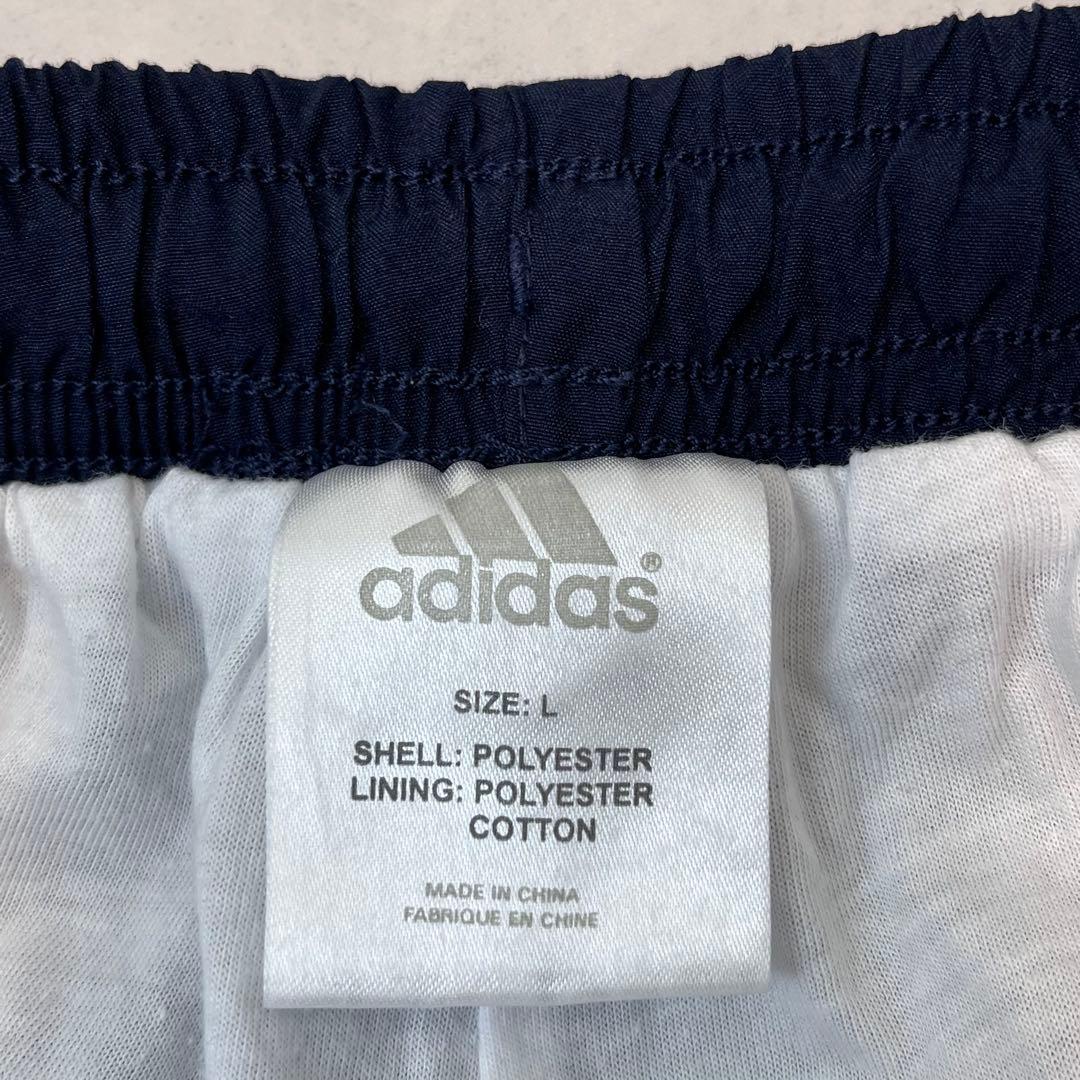 adidas®
SIZE: L
SHELL: POLYESTER
LINING: POLYESTER
COTTON
MADE IN CHINA
FABRIQUE EN CHINE